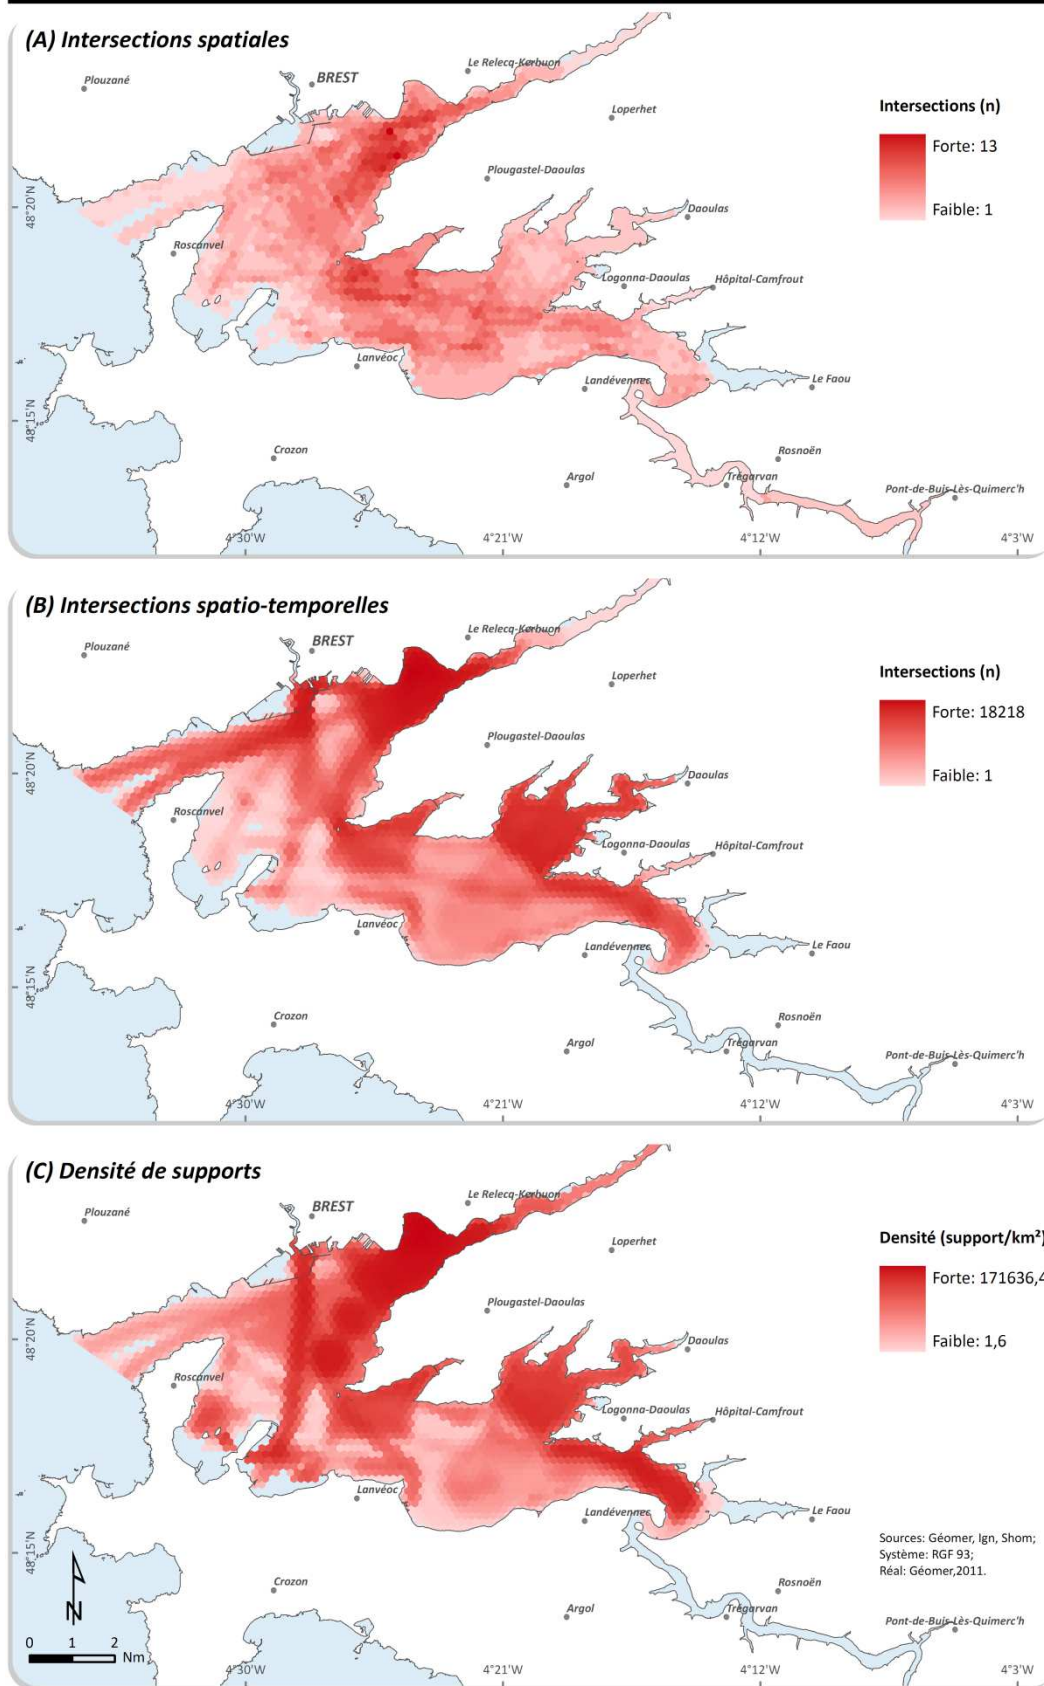 (A) Intersections spatiales
Plouzané
BREST
Le Relecq-Kerhuon
Loperhet
Intersections (n)
Forte: 13
Faible: 1
Plougastel-Daoulas
48°20'N
Daoulas
Roscanvel
Logonna-Daoulas
Hôpital-Camfrout
Lanvéoc
Landévennec
Le Faou
48°15'N
Crozon
Argol
Rosnoën
Trégarvan
Pont-de-Buis-Lès-Quimerc'h
4°30'W
4°21'W
4°12'W
4°3'W
(B) Intersections spatio-temporelles
Plouzané
BREST
Le Relecq-Kerhuon
Loperhet
Intersections (n)
Forte: 18218
Faible: 1
Plougastel-Daoulas
48°20'N
Daoulas
Roscanvel
Logonna-Daoulas
Hôpital-Camfrout
Lanvéoc
Landévennec
Le Faou
48°15'N
Crozon
Argol
Rosnoën
Trégarvan
Pont-de-Buis-Lès-Quimerc'h
4°30'W
4°21'W
4°12'W
4°3'W
(C) Densité de supports
Plouzané
BREST
Le Relecq-Kerhuon
Loperhet
Densité (support/km²)
Forte: 171636,4
Faible: 1,6
Plougastel-Daoulas
48°20'N
Daoulas
Roscanvel
Logonna-Daoulas
Hôpital-Camfrout
Lanvéoc
Landévennec
Le Faou
48°15'N
Sources: Géomer, Ign, Shom;
Système: RGF 93;
Réal: Géomer,2011.
Crozon
Argol
Rosnoën
Trégarvan
Pont-de-Buis-Lès-Quimerc'h
N
0 1 2
Nm
4°30'W
4°21'W
4°12'W
4°3'W